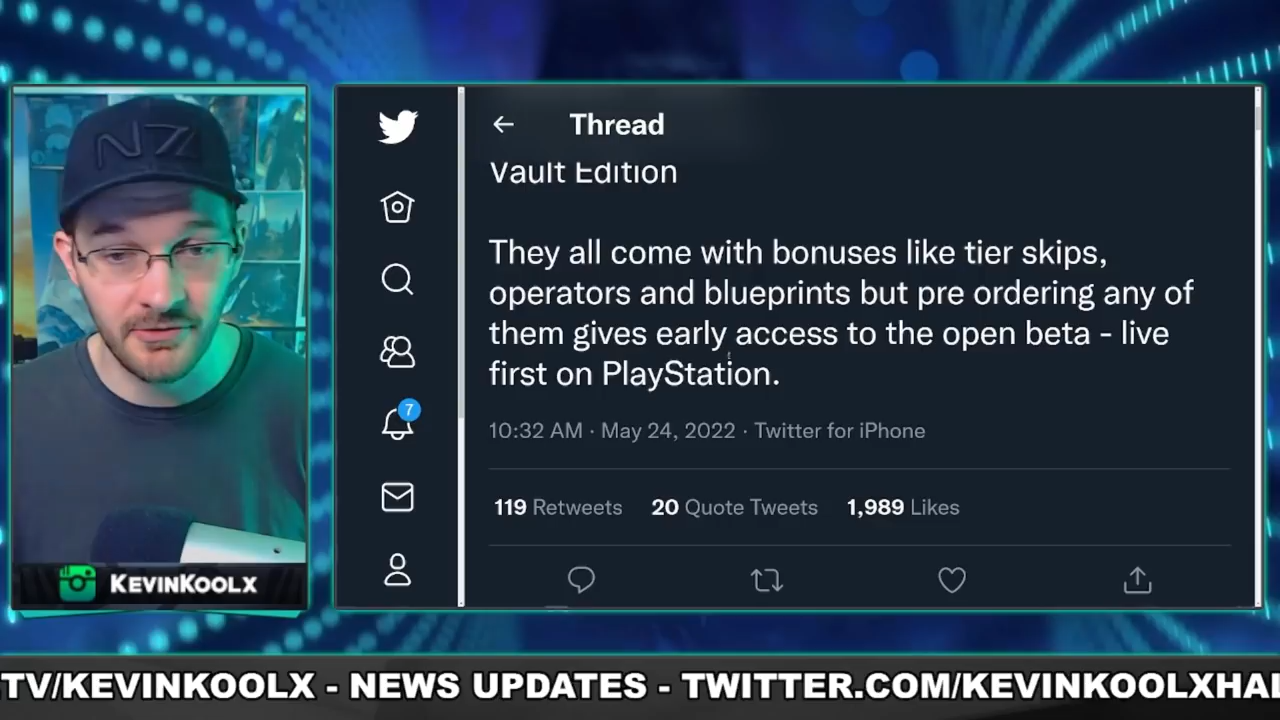 N7
Thread
Vault Edition
They all come with bonuses like tier skips,
operators and blueprints but pre ordering any of
them gives early access to the open beta - live
first on PlayStation.
10:32 AM · May 24, 2022 · Twitter for iPhone
7
119 Retweets 20 Quote Tweets 1,989 Likes
KEVINKOOLX
TV/KEVINKOOLX - NEWS UPDATES - TWITTER.COM/KEVINKOOLXHAL